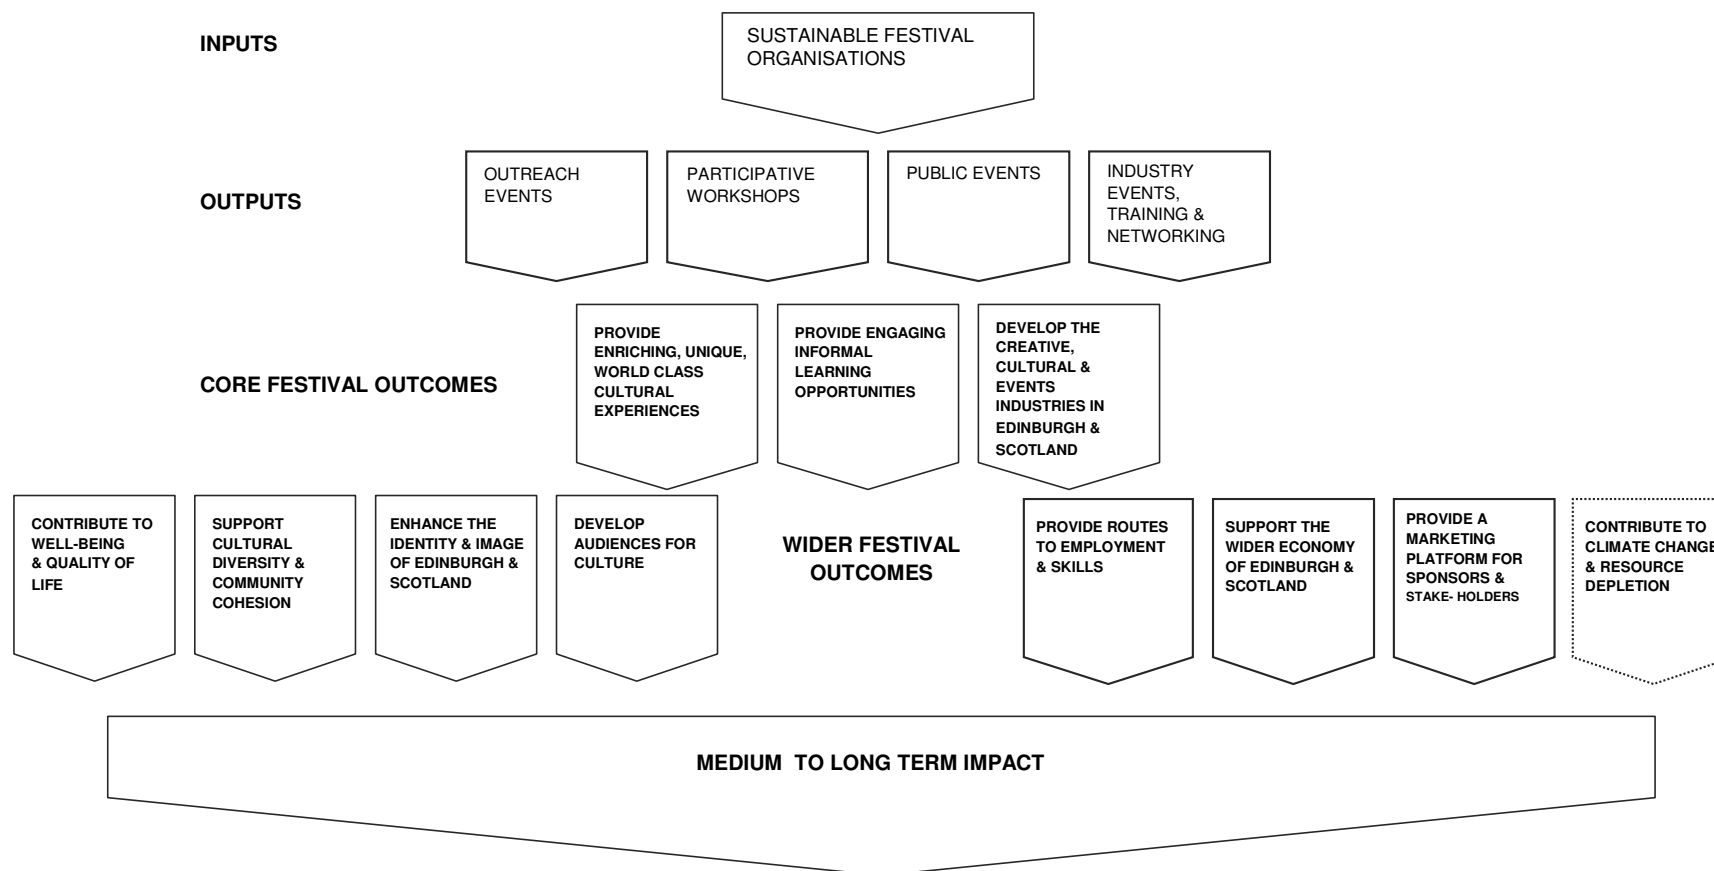 INPUTS
SUSTAINABLE FESTIVAL
ORGANISATIONS
OUTPUTS
OUTREACH
EVENTS
PARTICIPATIVE
WORKSHOPS
PUBLIC EVENTS
INDUSTRY
EVENTS,
TRAINING &
NETWORKING
CORE FESTIVAL OUTCOMES
PROVIDE
ENRICHING, UNIQUE,
WORLD CLASS
CULTURAL
EXPERIENCES
PROVIDE ENGAGING
INFORMAL
LEARNING
OPPORTUNITIES
DEVELOP THE
CREATIVE,
CULTURAL &
EVENTS
INDUSTRIES IN
EDINBURGH &
SCOTLAND
CONTRIBUTE TO
WELL-BEING
& QUALITY OF
LIFE
SUPPORT
CULTURAL
DIVERSITY &
COMMUNITY
COHESION
ENHANCE THE
IDENTITY & IMAGE
OF EDINBURGH &
SCOTLAND
DEVELOP
AUDIENCES FOR
CULTURE
WIDER FESTIVAL
OUTCOMES
PROVIDE ROUTES
TO EMPLOYMENT
& SKILLS
SUPPORT THE
WIDER ECONOMY
OF EDINBURGH &
SCOTLAND
PROVIDE A
MARKETING
PLATFORM FOR
SPONSORS &
STAKE- HOLDERS
CONTRIBUTE TO
CLIMATE CHANGE
& RESOURCE
DEPLETION
MEDIUM TO LONG TERM IMPACT